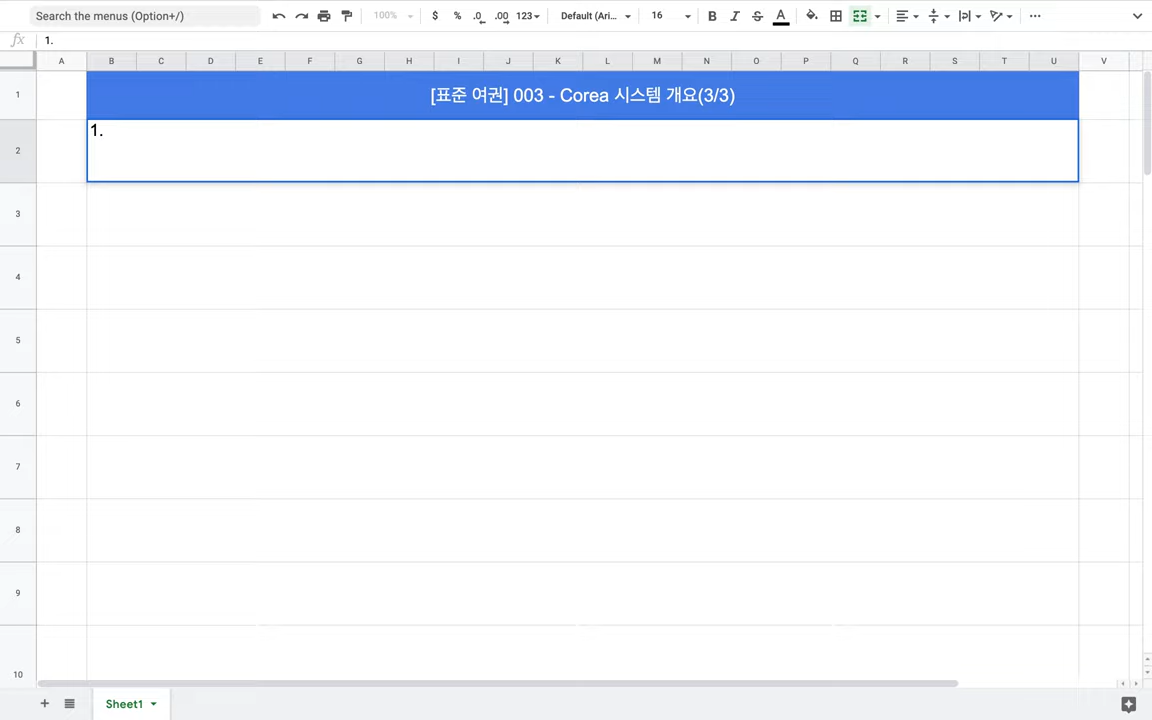 Search the menus (Option+/)
100%
$ % .0 .00 123
Default (Ari...
16
B I S A
fx 1.
A B C D E F G H I J K L M N O P Q R S T U V
1 [표준 여권] 003 - Corea 시스템 개요(3/3)
2 1.
3
4
5
6
7
8
9
10
+ Sheet1